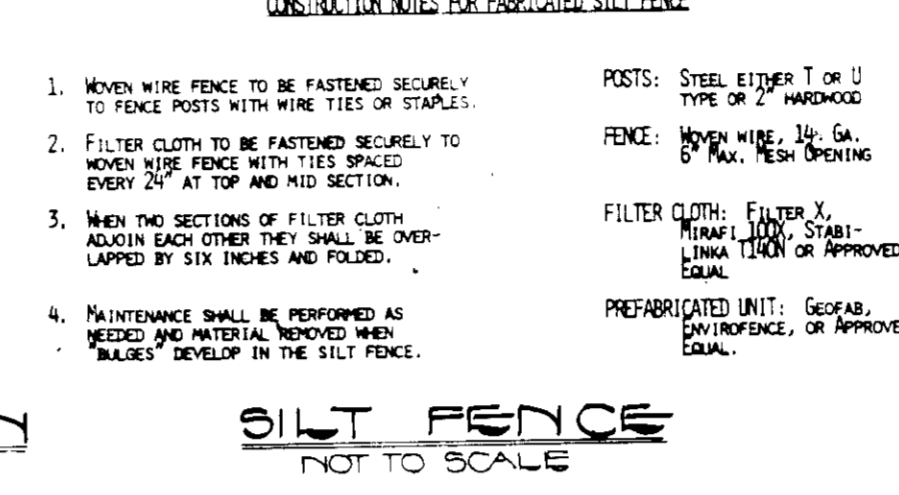 CONSTRUCTION NOTES FOR FABRICATED SILT FENCE
1. WOVEN WIRE FENCE TO BE FASTENED SECURELY
TO FENCE POSTS WITH WIRE TIES OR STAPLES.
2. FILTER CLOTH TO BE FASTENED SECURELY TO
WOVEN WIRE FENCE WITH TIES SPACED
EVERY 24" AT TOP AND MID SECTION.
3. WHEN TWO SECTIONS OF FILTER CLOTH
ADJOIN EACH OTHER THEY SHALL BE OVER-
LAPPED BY SIX INCHES AND FOLDED.
4. MAINTENANCE SHALL BE PERFORMED AS
NEEDED AND MATERIAL REMOVED WHEN
"BULGES" DEVELOP IN THE SILT FENCE.
POSTS: STEEL EITHER T OR U
TYPE OR 2" HARDWOOD
FENCE: WOVEN WIRE, 14. GA.
6" MAX. MESH OPENING
FILTER CLOTH: FILTER X,
MIRAFI 100X, STABI-
LINKA T140N OR APPROVED
EQUAL
PREFABRICATED UNIT: GEOFAB,
ENVIROFENCE, OR APPROVE
EQUAL.
N
SILT FENCE
NOT TO SCALE